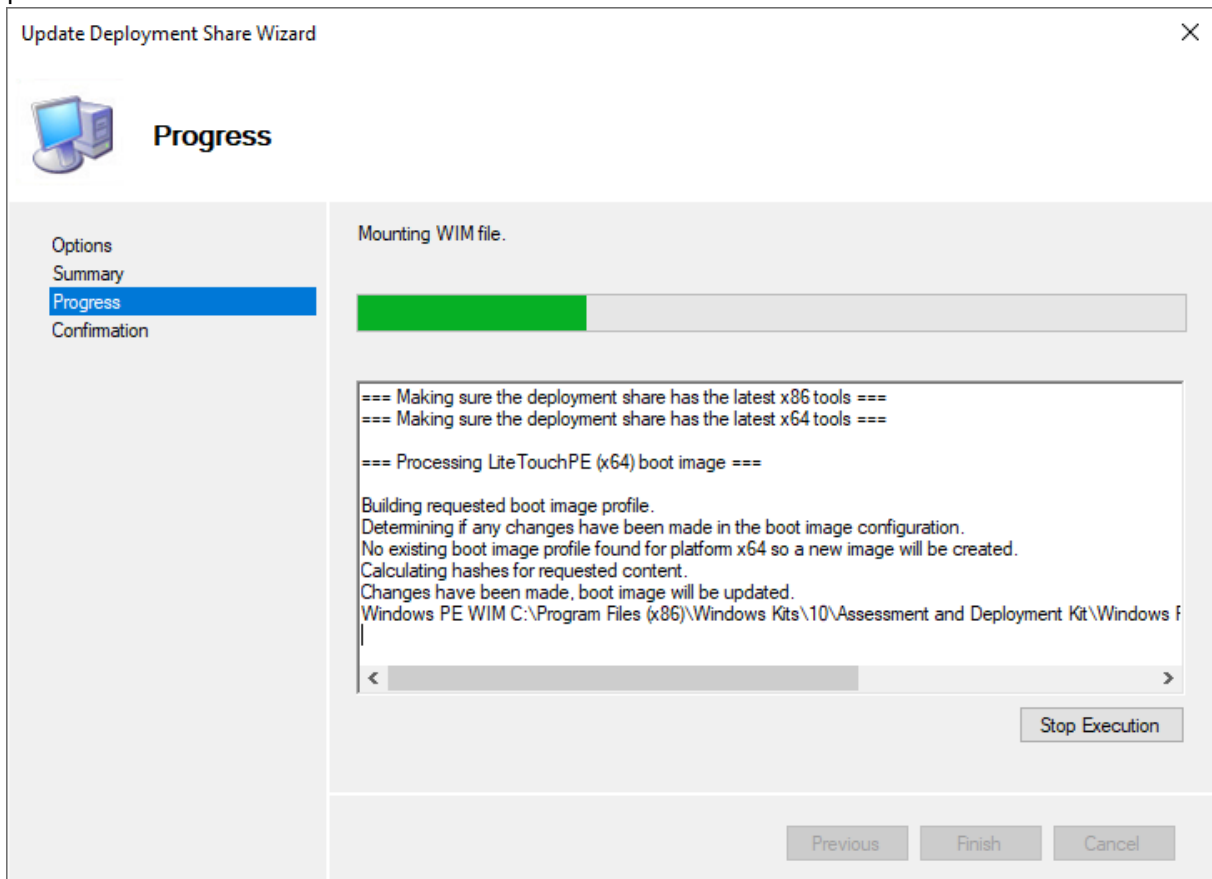 Update Deployment Share Wizard
Progress
Options
Summary
Progress
Confirmation
Mounting WIM file.
=== Making sure the deployment share has the latest x86 tools ===
=== Making sure the deployment share has the latest x64 tools ===
=== Processing LiteTouchPE (x64) boot image ===
Building requested boot image profile.
Determining if any changes have been made in the boot image configuration.
No existing boot image profile found for platform x64 so a new image will be created.
Calculating hashes for requested content.
Changes have been made, boot image will be updated.
Windows PE WIM C:\Program Files (x86)\Windows Kits\10\Assessment and Deployment Kit\Windows
Stop Execution
Previous
Finish
Cancel